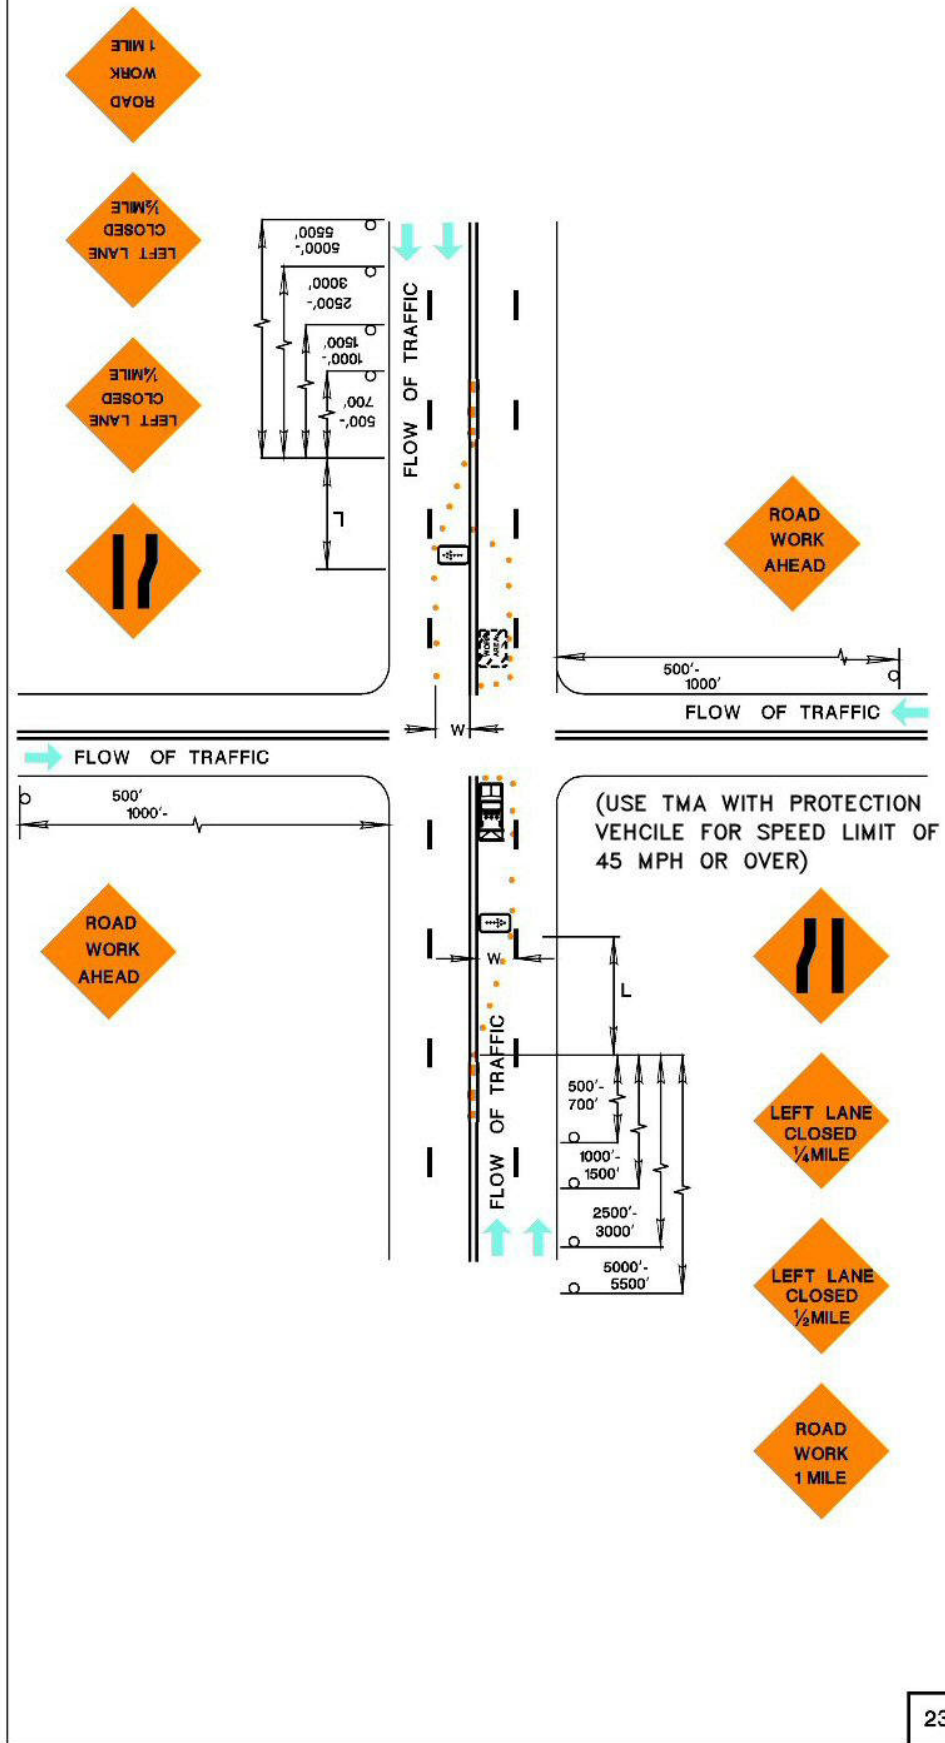 ROAD
WORK
1 MILE
LEFT LANE
CLOSED
½MILE
LEFT LANE
CLOSED
¼MILE
5000'-
5500'
2500'-
3000'
1000'-
1500'
500'-
700'
L
FLOW OF TRAFFIC
ROAD
WORK
AHEAD
WORK
AREA
500'-
1000'
FLOW OF TRAFFIC
W
FLOW OF TRAFFIC
500'
1000'-
(USE TMA WITH PROTECTION
VEHCILE FOR SPEED LIMIT OF
45 MPH OR OVER)
ROAD
WORK
AHEAD
W
L
FLOW OF TRAFFIC
500'-
700'
1000'-
1500'
2500'-
3000'
5000'-
5500'
LEFT LANE
CLOSED
¼MILE
LEFT LANE
CLOSED
½MILE
ROAD
WORK
1 MILE
23